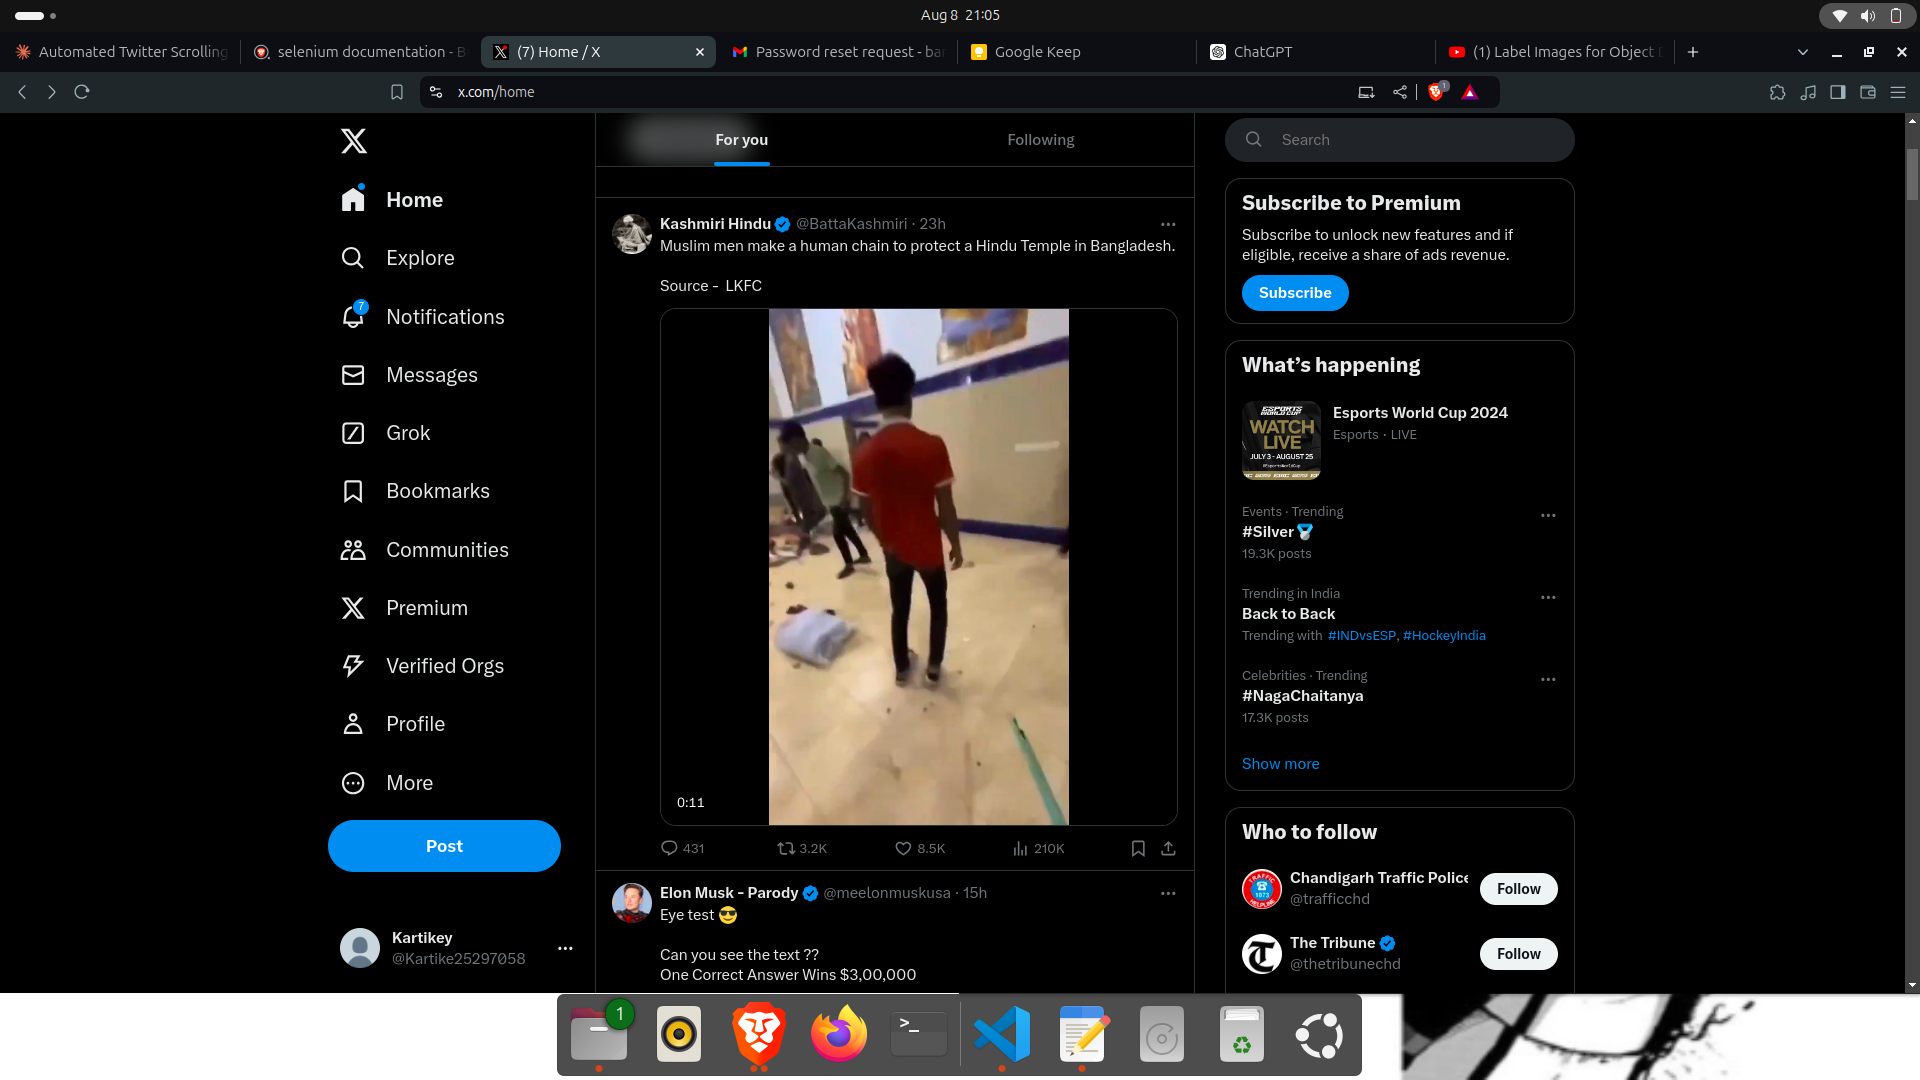 Aug 8 21:05
Automated Twitter Scrolling
selenium documentation - B
(7) Home / X
Password reset request - ba
Google Keep
ChatGPT
(1) Label Images for Object
x.com/home
1
Home
Explore
7
Notifications
Messages
Grok
Bookmarks
Communities
Premium
Verified Orgs
Profile
More
Post
Kartikey
@Kartike25297058
For you
Following
Kashmiri Hindu @BattaKashmiri · 23h
Muslim men make a human chain to protect a Hindu Temple in Bangladesh.
Source - LKFC
0:11
431
3.2K
8.5K
210K
Elon Musk - Parody @meelonmuskusa · 15h
Eye test 😎
Can you see the text ??
One Correct Answer Wins $3,00,000
Search
Subscribe to Premium
Subscribe to unlock new features and if
eligible, receive a share of ads revenue.
Subscribe
What’s happening
ESPORTS
WORLD CUP
WATCH
LIVE
JULY 3 - AUGUST 25
Esports World Cup 2024
Esports · LIVE
Events · Trending
#Silver🥈
19.3K posts
Trending in India
Back to Back
Trending with #INDvsESP, #HockeyIndia
Celebrities · Trending
#NagaChaitanya
17.3K posts
Show more
Who to follow
TRAFFIC
1073
HELPLINE
Chandigarh Traffic Police
@trafficchd
Follow
The Tribune
@thetribunechd
Follow
1
>_